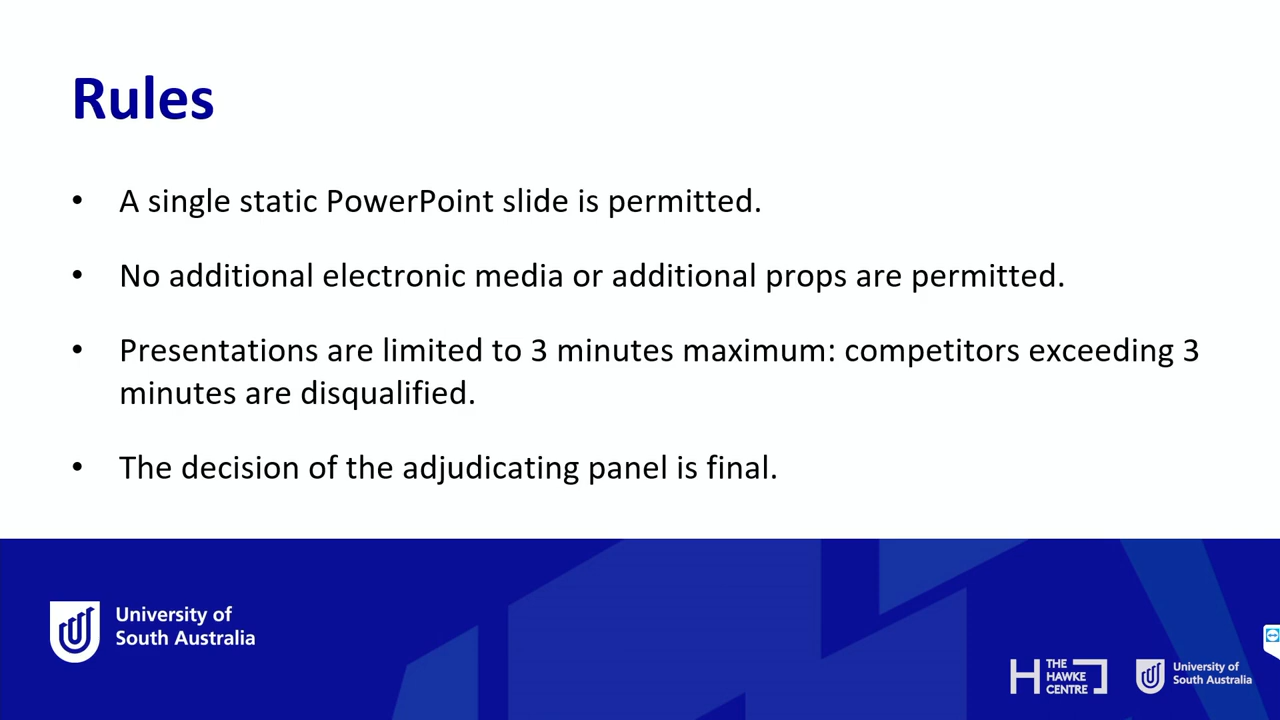 Rules
• A single static PowerPoint slide is permitted.
• No additional electronic media or additional props are permitted.
• Presentations are limited to 3 minutes maximum: competitors exceeding 3
minutes are disqualified.
• The decision of the adjudicating panel is final.
University of
South Australia
H THE
HAWKE
CENTRE
University of
South Australia